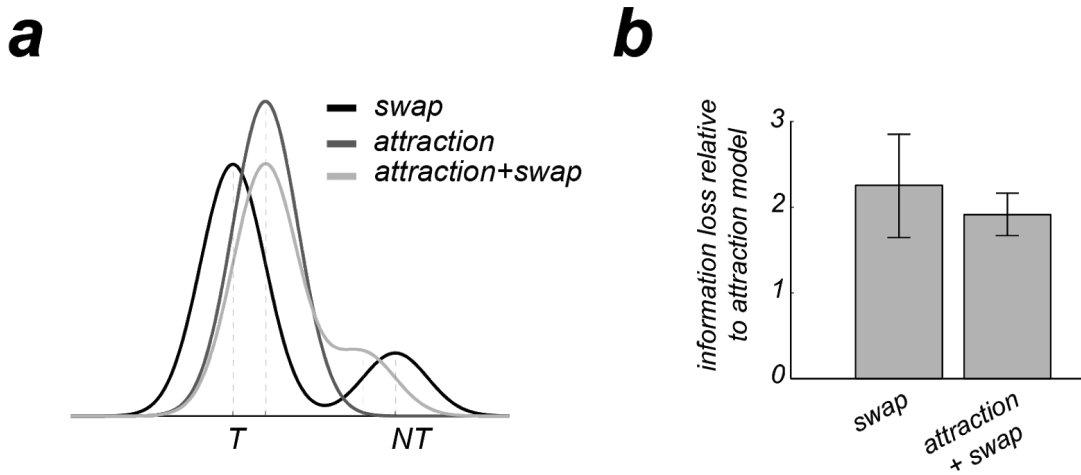 a
swap
attraction
attraction+swap
T
NT
b
information loss relative
to attraction model
3
2
1
0
swap
attraction
+ swap